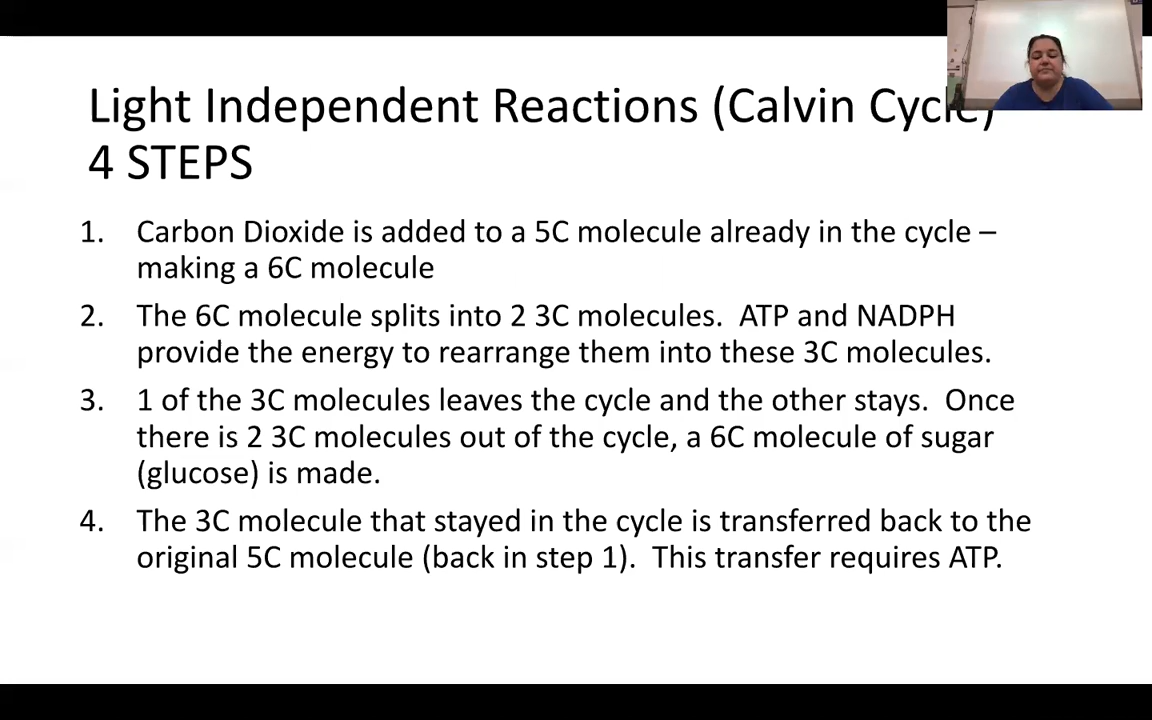 Light Independent Reactions (Calvin Cycle)
4 STEPS
1. Carbon Dioxide is added to a 5C molecule already in the cycle –
making a 6C molecule
2. The 6C molecule splits into 2 3C molecules.  ATP and NADPH
provide the energy to rearrange them into these 3C molecules.
3. 1 of the 3C molecules leaves the cycle and the other stays.  Once
there is 2 3C molecules out of the cycle, a 6C molecule of sugar
(glucose) is made.
4. The 3C molecule that stayed in the cycle is transferred back to the
original 5C molecule (back in step 1).  This transfer requires ATP.